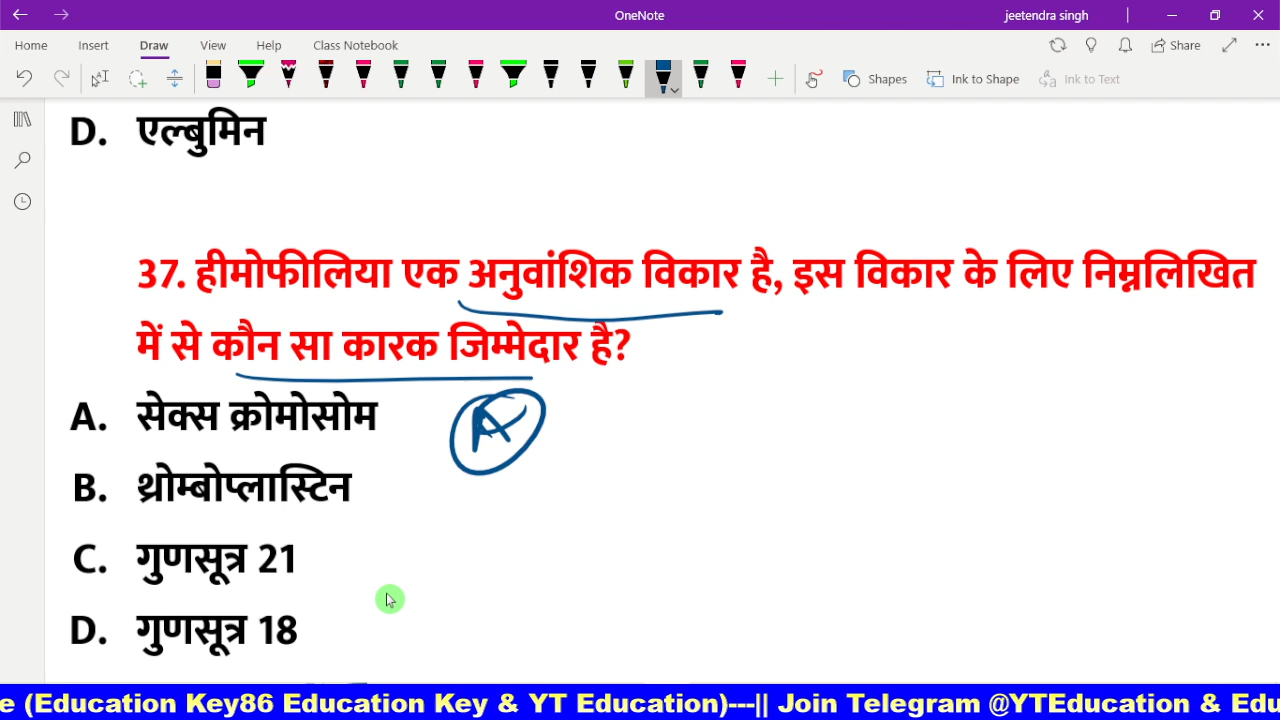 OneNote
jeetendra singh
Home Insert Draw View Help Class Notebook
Share
Shapes Ink to Shape Ink to Text
D. एल्बुमिन
37. हीमोफीलिया एक अनुवांशिक विकार है, इस विकार के लिए निम्नलिखित
में से कौन सा कारक जिम्मेदार है?
A. सेक्स क्रोमोसोम
A
B. थ्रोम्बोप्लास्टिन
C. गुणसूत्र 21
D. गुणसूत्र 18
e (Education Key86 Education Key & YT Education)---|| Join Telegram @YTEducation & Edu